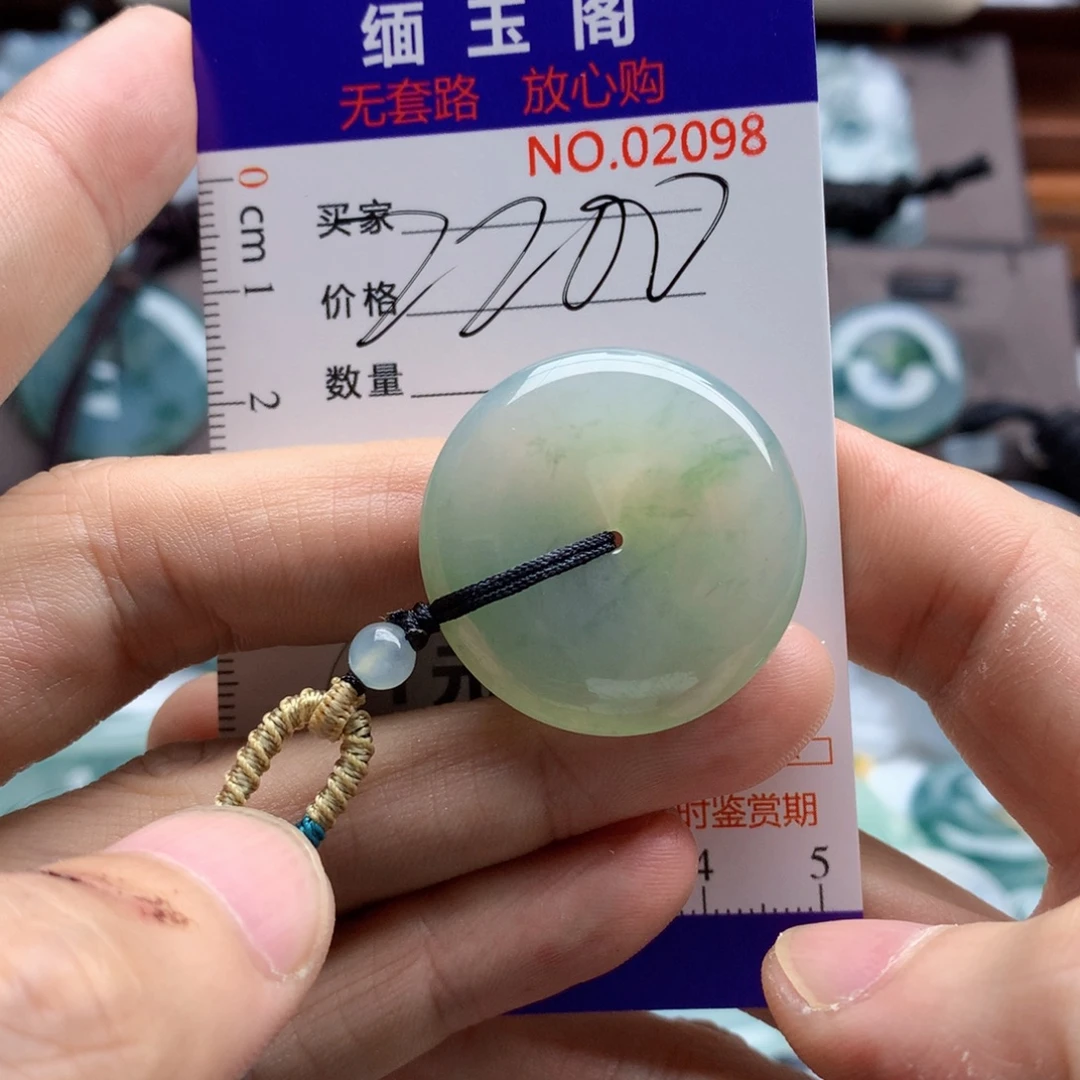 缅玉阁
无套路 放心购
NO.02098
0 cm 1 2
买家
价格
数量
元
时鉴赏期
4 5